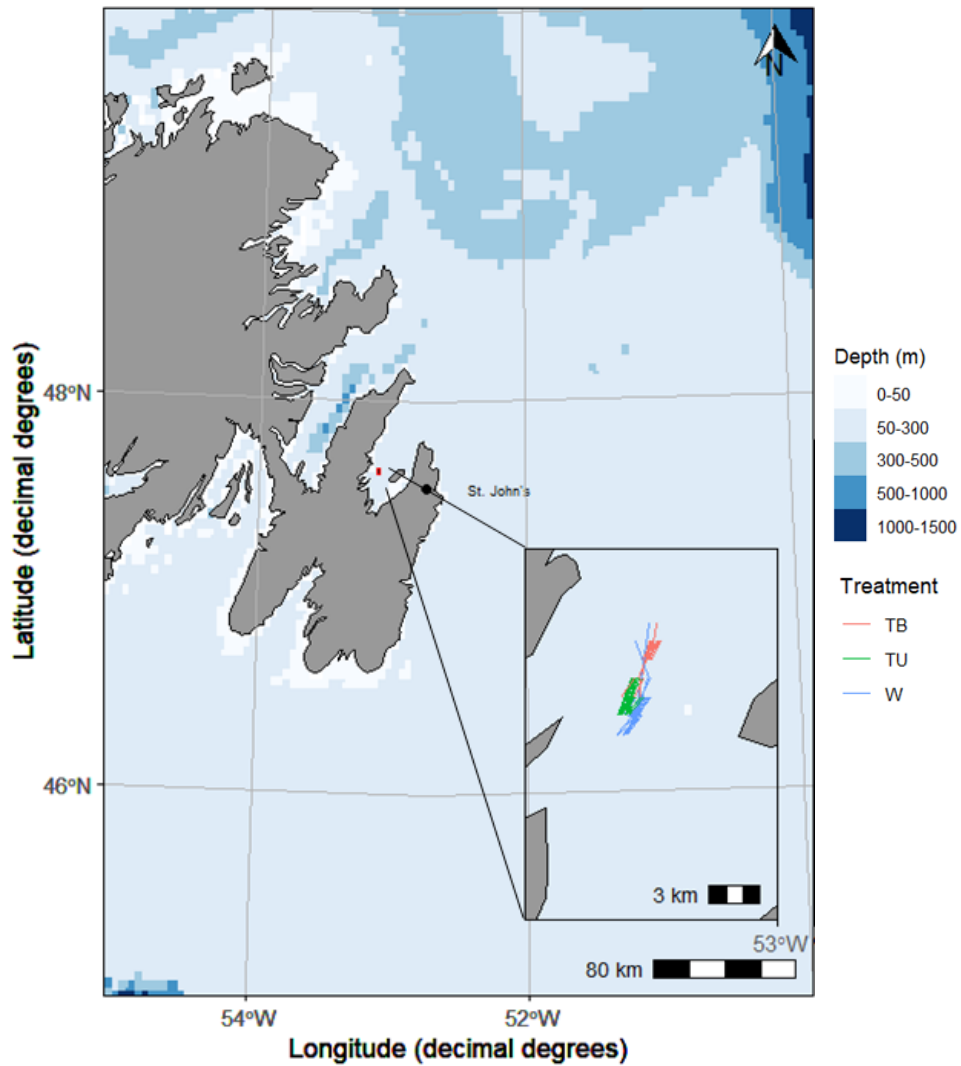 N
Latitude (decimal degrees)
48°N
46°N
St. John's
3 km
53°W
80 km
54°W
52°W
Longitude (decimal degrees)
Depth (m)
0-50
50-300
300-500
500-1000
1000-1500
Treatment
TB
TU
W